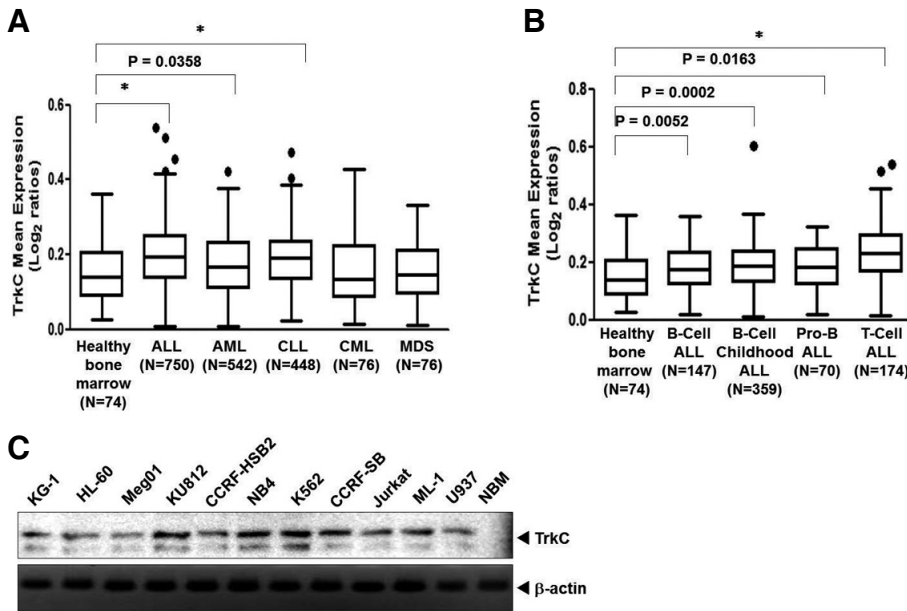 A
*
P = 0.0358
*
TrkC Mean Expression
(Log2 ratios)
0.6
0.4
0.2
0.0
Healthy
bone
marrow
(N=74)
ALL
(N=750)
AML
(N=542)
CLL
(N=448)
CML
(N=76)
MDS
(N=76)
B
*
P = 0.0163
P = 0.0002
P = 0.0052
TrkC Mean Expression
(Log2 ratios)
0.8
0.6
0.4
0.2
0.0
Healthy
bone
marrow
(N=74)
B-Cell
ALL
(N=147)
B-Cell
Childhood
ALL
(N=359)
Pro-B
ALL
(N=70)
T-Cell
ALL
(N=174)
C
KG-1
HL-60
Meg01
KU812
CCRF-HSB2
NB4
K562
CCRF-SB
Jurkat
ML-1
U937
NBM
TrkC
β-actin